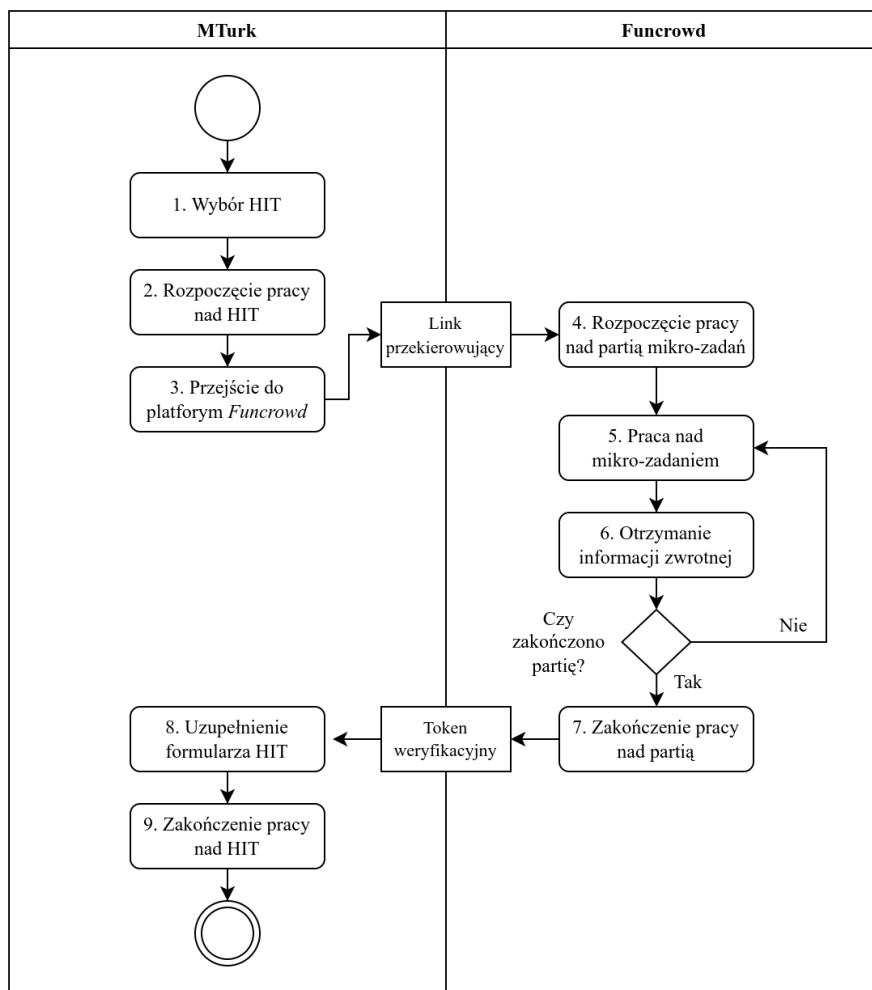 MTurk
Funcrowd
1. Wybór HIT
2. Rozpoczęcie pracy
nad HIT
3. Przejście do
platforym Funcrowd
Link
przekierowujący
4. Rozpoczęcie pracy
nad partią mikro-zadań
5. Praca nad
mikro-zadaniem
6. Otrzymanie
informacji zwrotnej
Czy
zakończono
partię?
Nie
Tak
7. Zakończenie pracy
nad partią
Token
weryfikacyjny
8. Uzupełnienie
formularza HIT
9. Zakończenie pracy
nad HIT